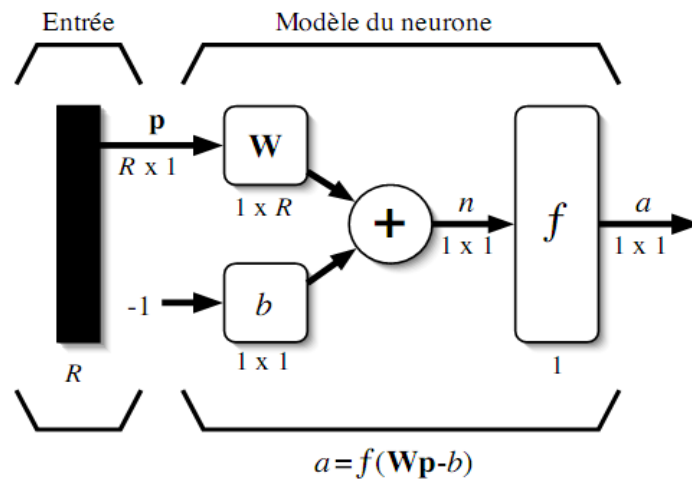 Entrée Modèle du neurone
p
R x 1
W
1 x R
+
n
1 x 1
f
a
1 x 1
-1
b
1 x 1
R
1
a=f(Wp-b)